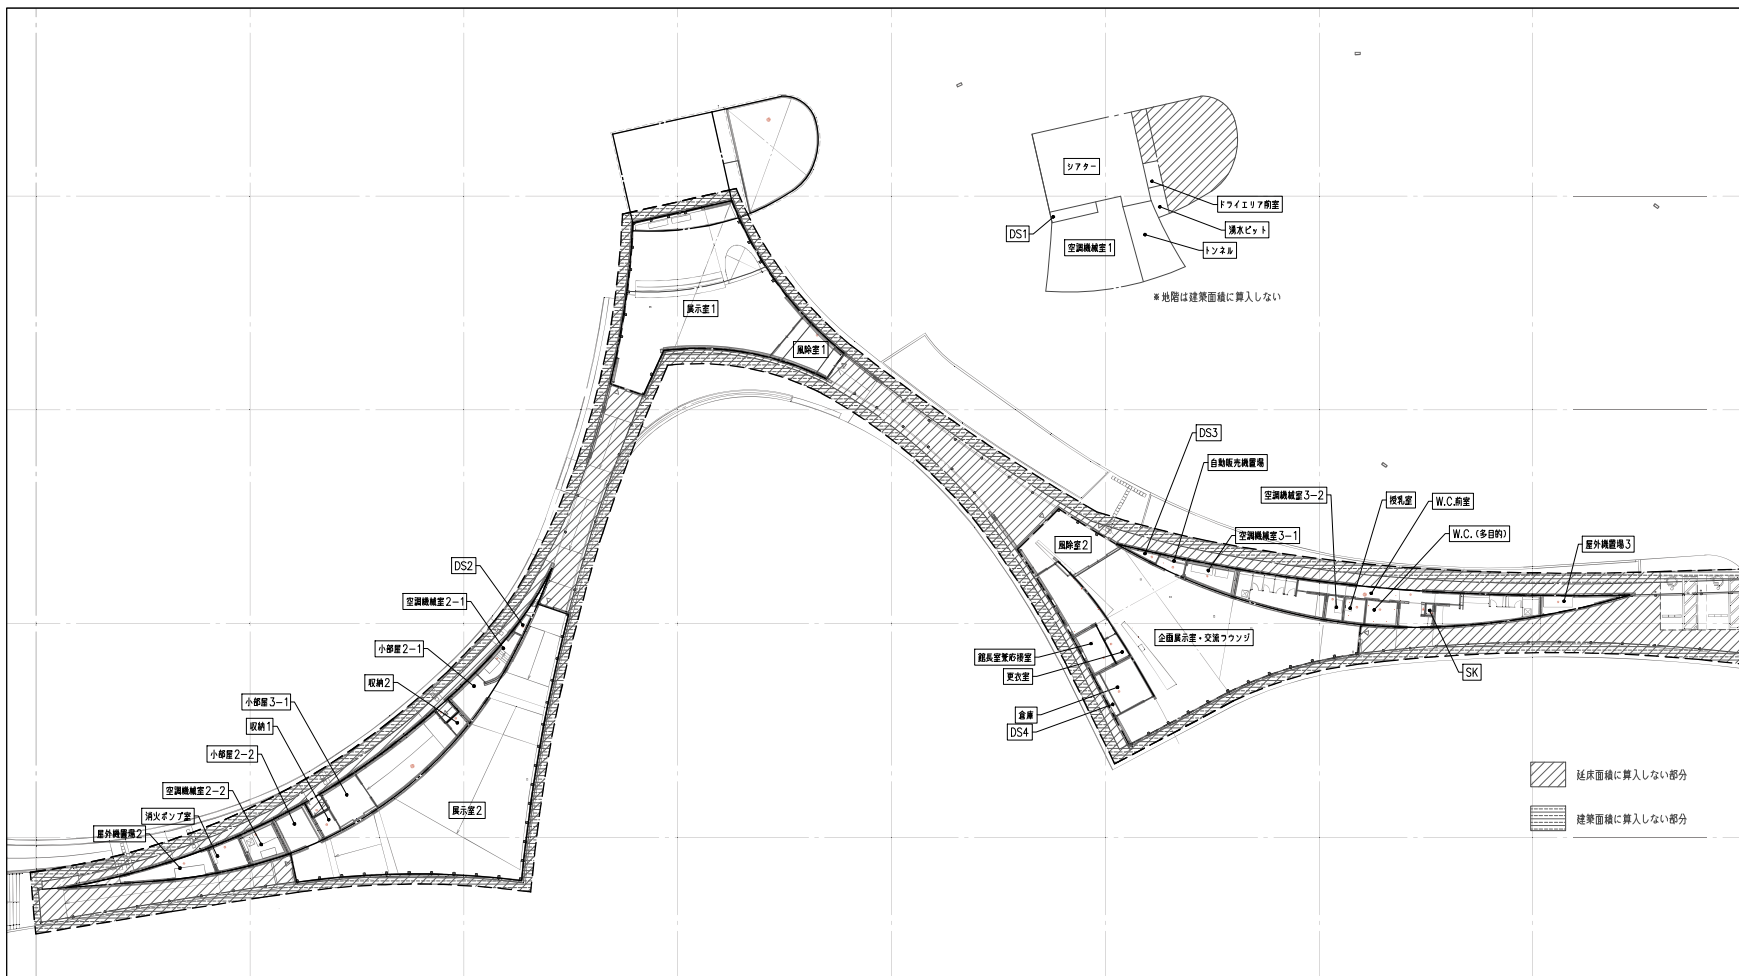 シアター
ドライエリア前室
湧水ピット
DS1
空調機械室1
トンネル
※地階は建築面積に算入しない
展示室1
風除室1
DS3
自動販売機置場
空調機械室3-2
授乳室
W.C.前室
空調機械室3-1
W.C.(多目的)
風除室2
屋外機置場3
DS2
空調機械室2-1
小部屋2-1
企画展示室・交流ラウンジ
館長室兼応接室
更衣室
SK
収納2
小部屋3-1
倉庫
DS4
収納1
小部屋2-2
空調機械室2-2
展示室2
消火ポンプ室
屋外機置場2
延床面積に算入しない部分
建築面積に算入しない部分